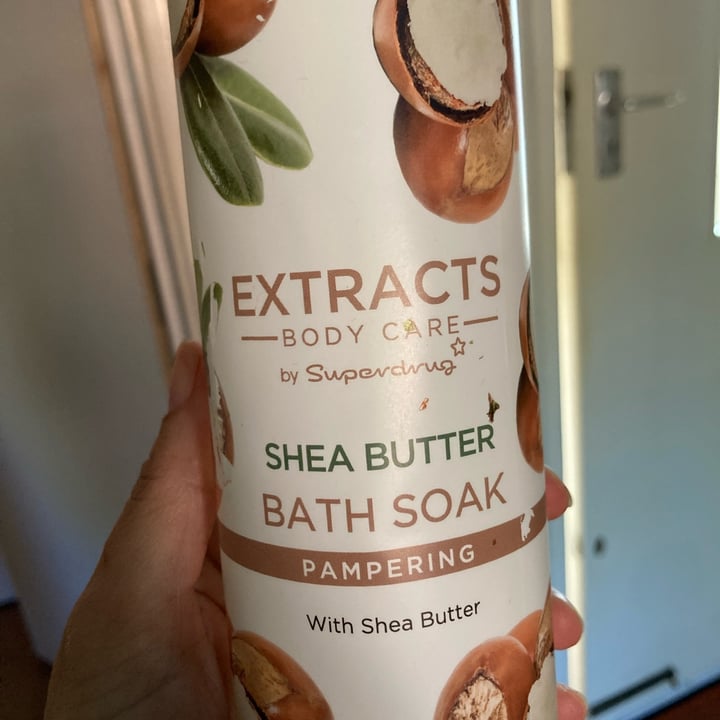 EXTRACTS
BODY CARE
by Superdrug
SHEA BUTTER
BATH SOAK
PAMPERING
With Shea Butter